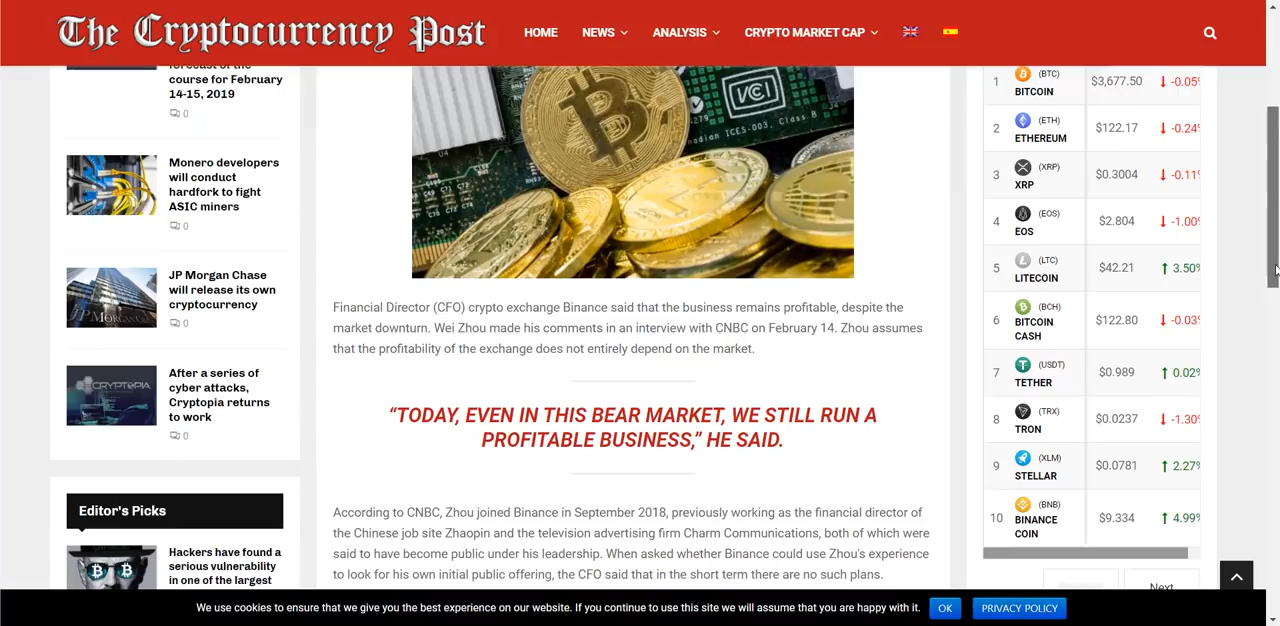 The Cryptocurrency Post
HOME
NEWS
ANALYSIS
CRYPTO MARKET CAP
course for February
14-15, 2019
0
Monero developers
will conduct
hardfork to fight
ASIC miners
0
JP Morgan Chase
will release its own
cryptocurrency
0
After a series of
cyber attacks,
Cryptopia returns
to work
0
Editor's Picks
Hackers have found a
serious vulnerability
in one of the largest
Financial Director (CFO) crypto exchange Binance said that the business remains profitable, despite the
market downturn. Wei Zhou made his comments in an interview with CNBC on February 14. Zhou assumes
that the profitability of the exchange does not entirely depend on the market.
“TODAY, EVEN IN THIS BEAR MARKET, WE STILL RUN A
PROFITABLE BUSINESS,” HE SAID.
According to CNBC, Zhou joined Binance in September 2018, previously working as the financial director of
the Chinese job site Zhaopin and the television advertising firm Charm Communications, both of which were
said to have become public under his leadership. When asked whether Binance could use Zhou's experience
to look for his own initial public offering, the CFO said that in the short term there are no such plans.
1 (BTC) BITCOIN $3,677.50 -0.05%
2 (ETH) ETHEREUM $122.17 -0.24%
3 (XRP) XRP $0.3004 -0.11%
4 (EOS) EOS $2.804 -1.00%
5 (LTC) LITECOIN $42.21 3.50%
6 (BCH) BITCOIN CASH $122.80 -0.03%
7 (USDT) TETHER $0.989 0.02%
8 (TRX) TRON $0.0237 -1.30%
9 (XLM) STELLAR $0.0781 2.27%
10 (BNB) BINANCE COIN $9.334 4.99%
Next
We use cookies to ensure that we give you the best experience on our website. If you continue to use this site we will assume that you are happy with it.
OK
PRIVACY POLICY